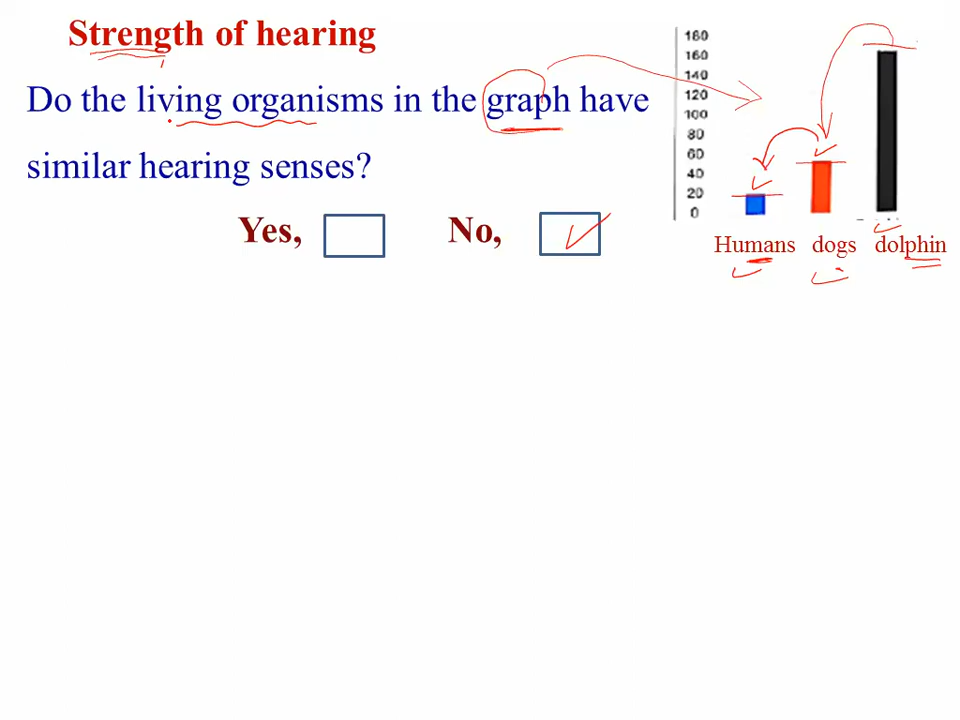 Strength of hearing
Do the living organisms in the graph have
similar hearing senses?
Yes,
No,
180
160
140
120
100
80
60
40
20
0
Humans dogs dolphin